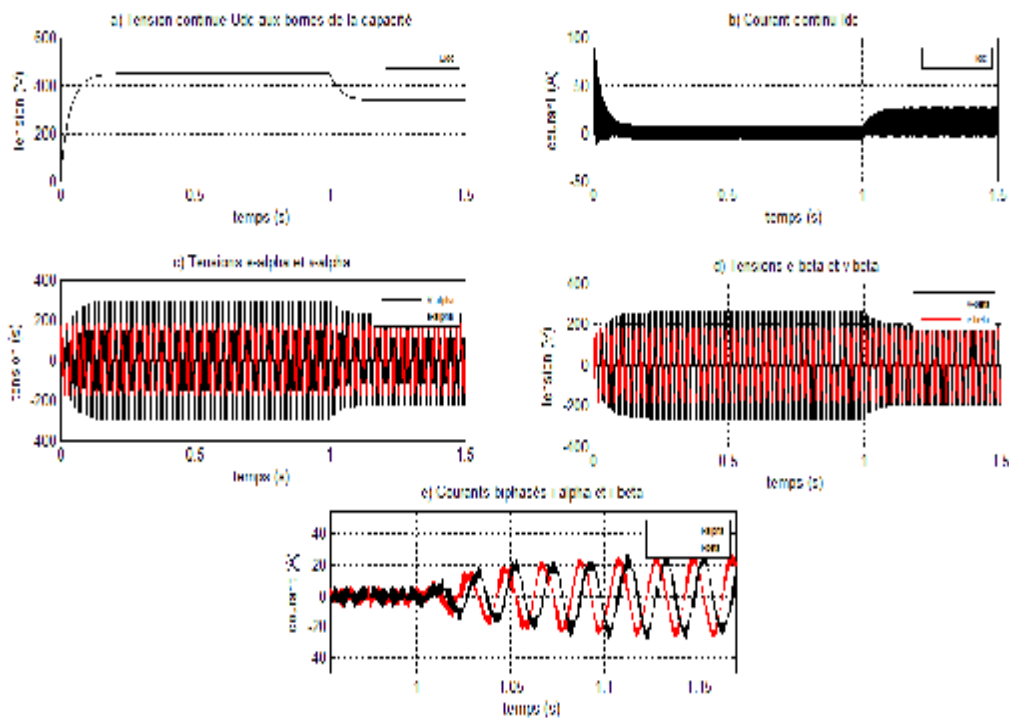 a) Tension continue Udc aux bornes de la capacité
tension (V)
600
400
200
0
0
0.5
1
1.5
temps (s)
b) Courant continu Idc
courant (A)
100
50
0
-50
0
0.5
1
1.5
temps (s)
c) Tensions e-alpha et v-alpha
tension (s)
400
200
0
-200
400
0
0.5
1
1.5
temps (s)
d) Tensions e-beta et v-beta
Tension (V)
400
200
0
-200
-400
0
0.5
1
1.5
temps (s)
e) Courants biphasés i-alpha et i-beta
courant (A)
40
20
0
-20
40
1
1.05
1.1
1.15
temps (s)